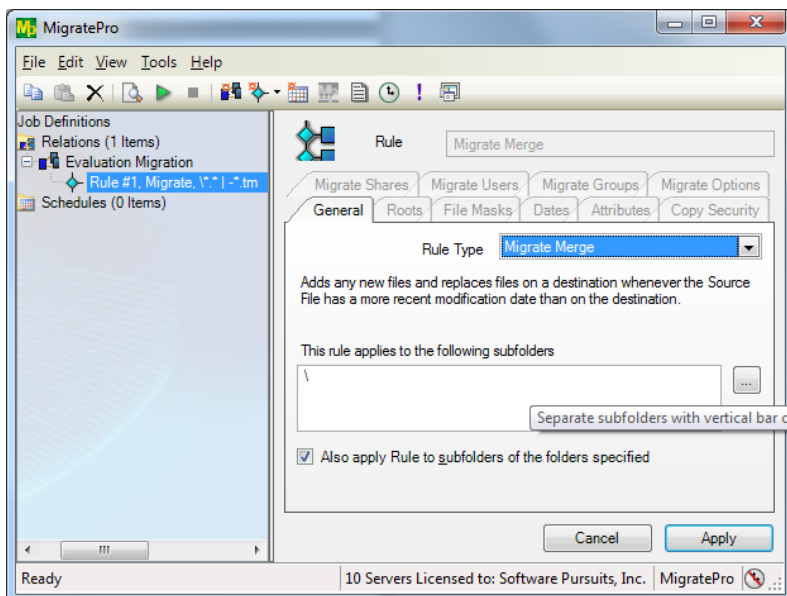 MigratePro
File Edit View Tools Help
Job Definitions
Relations (1 Items)
Evaluation Migration
Rule #1, Migrate, \*.* | -*.tm
Schedules (0 Items)
Rule Migrate Merge
Migrate Shares Migrate Users Migrate Groups Migrate Options
General Roots File Masks Dates Attributes Copy Security
Rule Type Migrate Merge
Adds any new files and replaces files on a destination whenever the Source
File has a more recent modification date than on the destination.
This rule applies to the following subfolders
\
...
Separate subfolders with vertical bar c
Also apply Rule to subfolders of the folders specified
Cancel Apply
Ready 10 Servers Licensed to: Software Pursuits, Inc. MigratePro